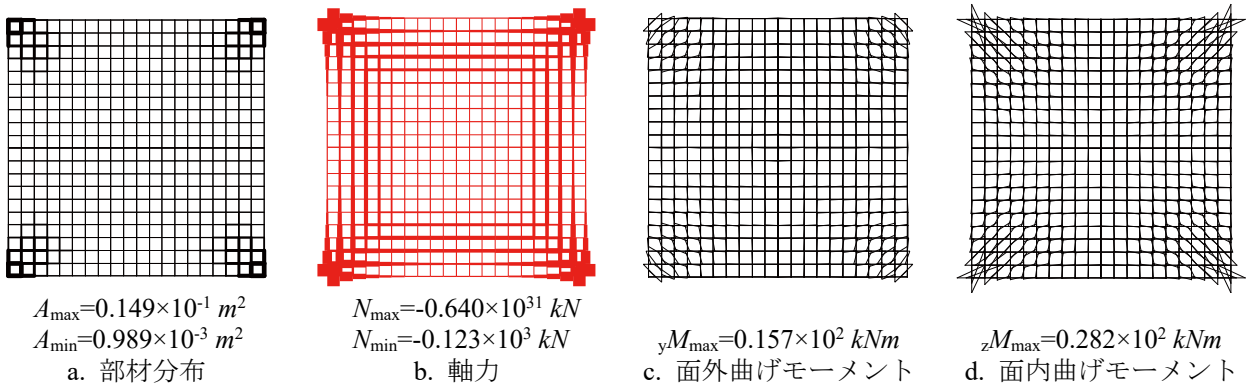 A_max=0.149×10^-1 m^2
A_min=0.989×10^-3 m^2
a. 部材分布
N_max=-0.640×10^31 kN
N_min=-0.123×10^3 kN
b. 軸力
_yM_max=0.157×10^2 kNm
c. 面外曲げモーメント
_zM_max=0.282×10^2 kNm
d. 面内曲げモーメント